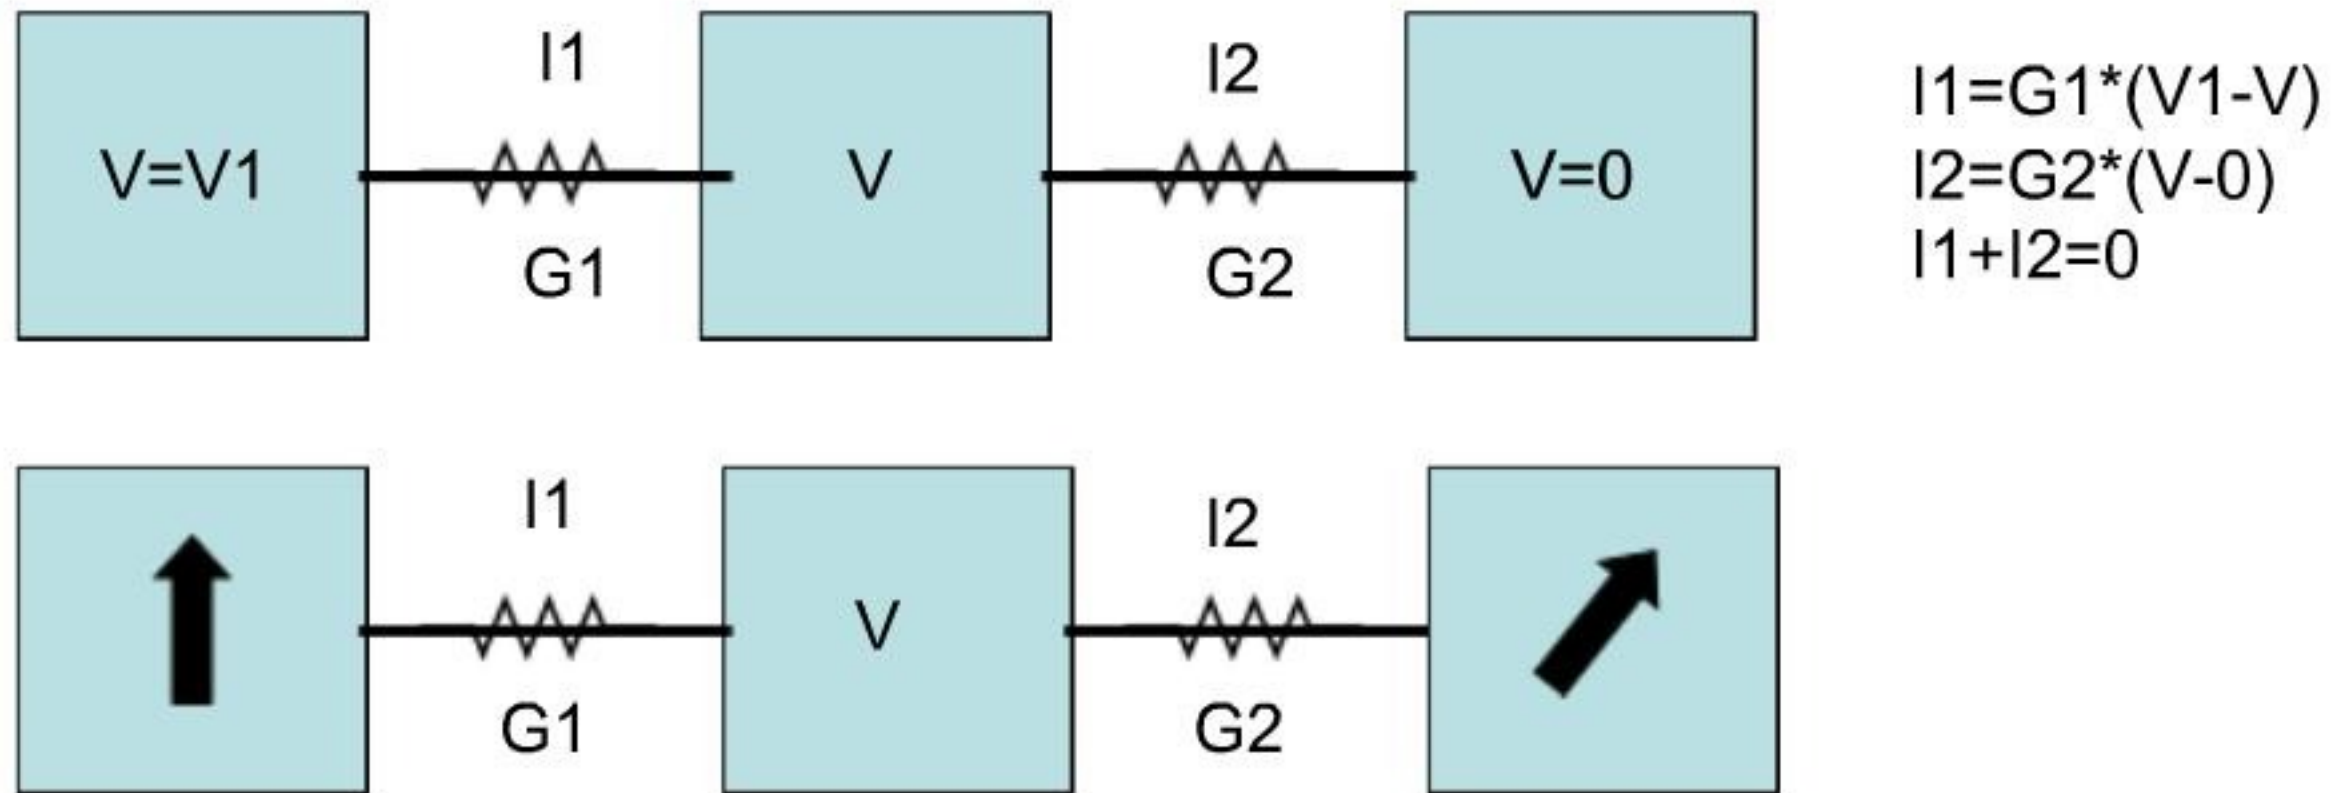 I1
I2
V=V1
V
V=0
G1
G2
I1=G1*(V1-V)
I2=G2*(V-0)
I1+I2=0
I1
I2
V
G1
G2